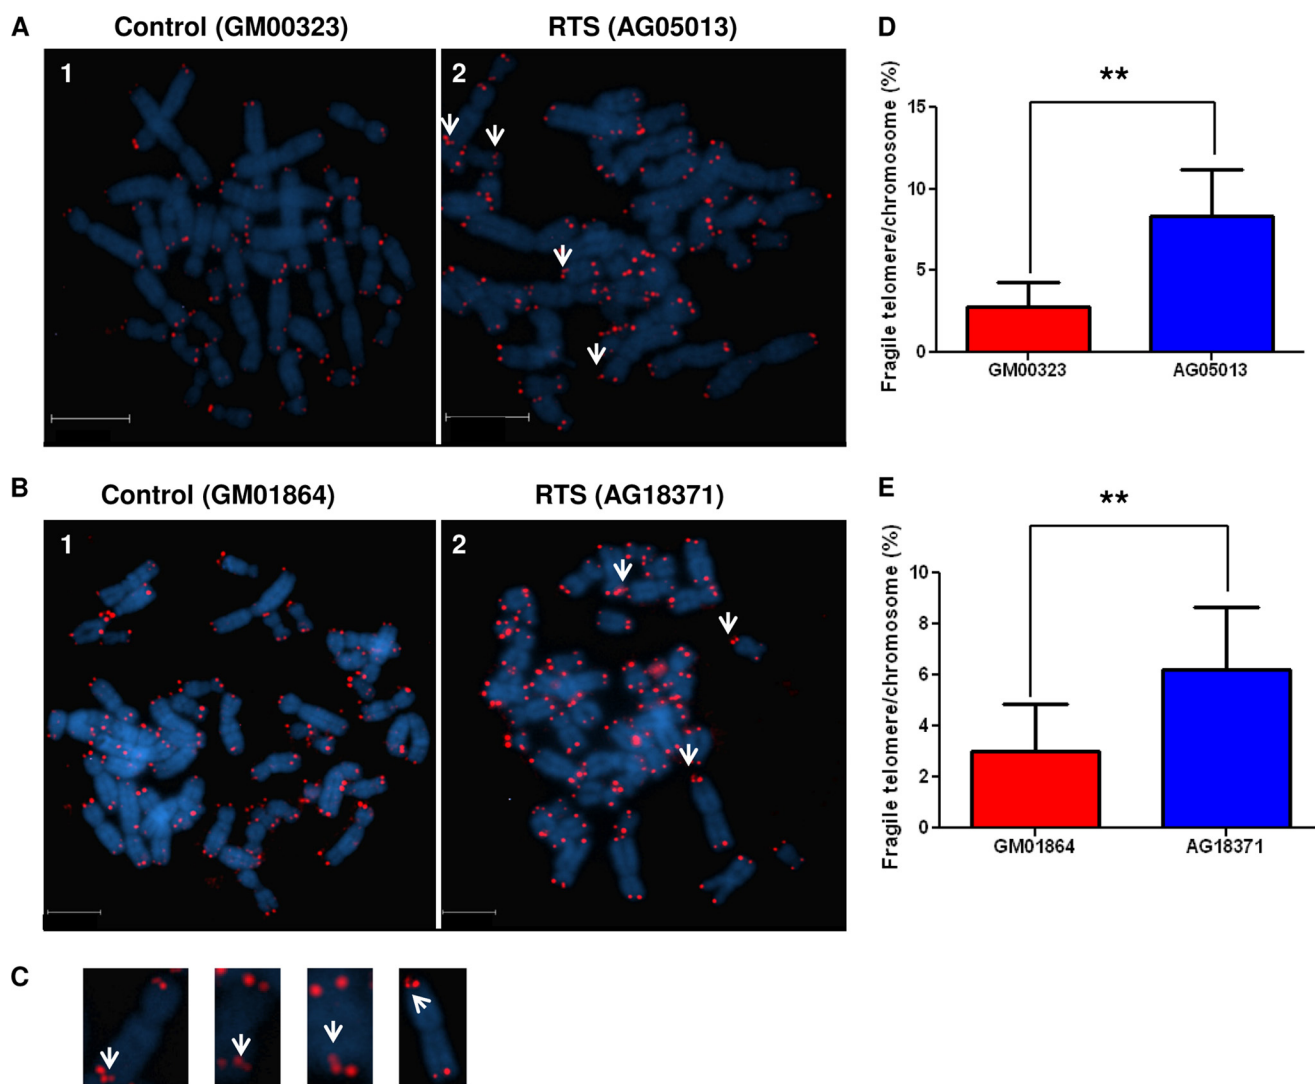 A
Control (GM00323)
RTS (AG05013)
1
2
D
Fragile telomere/chromosome (%)
**
15
10
5
0
GM00323
AG05013
B
Control (GM01864)
RTS (AG18371)
1
2
E
Fragile telomere/chromosome (%)
**
10
8
6
4
2
0
GM01864
AG18371
C